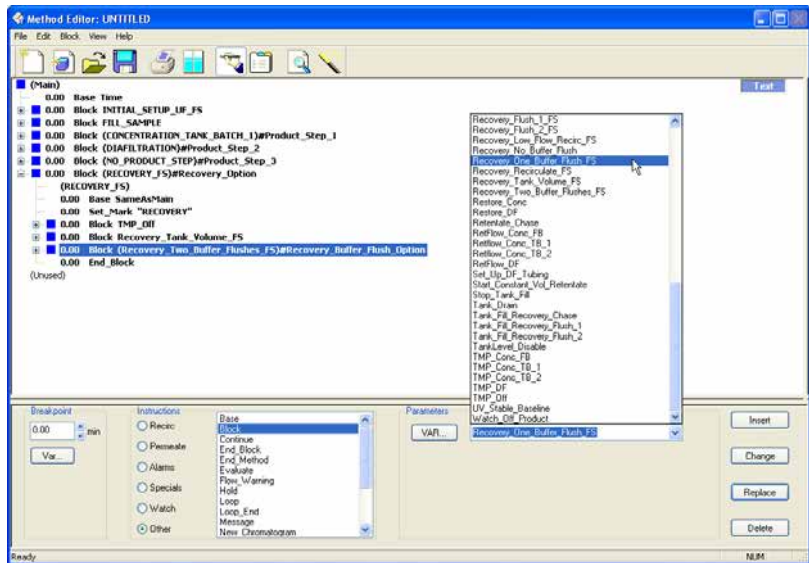 Method Editor: UNTITLED
File Edit Block View Help
Text
(Main)
0.00 Base Time
0.00 Block INITIAL_SETUP_UF_FS
0.00 Block FILL_SAMPLE
0.00 Block (CONCENTRATION_TANK_BATCH_1)#Product_Step_1
0.00 Block (DIAFILTRATION)#Product_Step_2
0.00 Block (NO_PRODUCT_STEP)#Product_Step_3
0.00 Block (RECOVERY_FS)#Recovery_Option
(RECOVERY_FS)
0.00 Base SameAsMain
0.00 Set_Mark "RECOVERY"
0.00 Block TMP_Off
0.00 Block Recovery_Tank_Volume_FS
0.00 Block (Recovery_Two_Buffer_Flushes_FS)#Recovery_Buffer_Flush_Option
0.00 End_Block
(Unused)
Recovery_Flush_1_FS
Recovery_Flush_2_FS
Recovery_Low_Flow_Recirc_FS
Recovery_No_Buffer_Flush
Recovery_One_Buffer_Flush_FS
Recovery_Recirculate_FS
Recovery_Tank_Volume_FS
Recovery_Two_Buffer_Flushes_FS
Restore_Conc
Restore_DF
Retentate_Chase
RetFlow_Conc_FB
Retflow_Conc_TB_1
Retflow_Conc_TB_2
RetFlow_DF
Set_Up_DF_Tubing
Start_Constant_Vol_Retentate
Stop_Tank_Fill
Tank_Drain
Tank_Fill_Recovery_Chase
Tank_Fill_Recovery_Flush_1
Tank_Fill_Recovery_Flush_2
TankLevel_Disable
TMP_Conc_FB
TMP_Conc_TB_1
TMP_Conc_TB_2
TMP_DF
TMP_Off
UV_Stable_Baseline
Watch_Off_Product
Breakpoint
0.00 min
Var...
Instructions
Recirc
Permeate
Alarms
Specials
Watch
Other
Base
Block
Continue
End_Block
End_Method
Evaluate
Flow_Warning
Hold
Loop
Loop_End
Message
New_Chromatogram
Parameters
VAR...
Recovery_One_Buffer_Flush_FS
Insert
Change
Replace
Delete
Ready
NUM